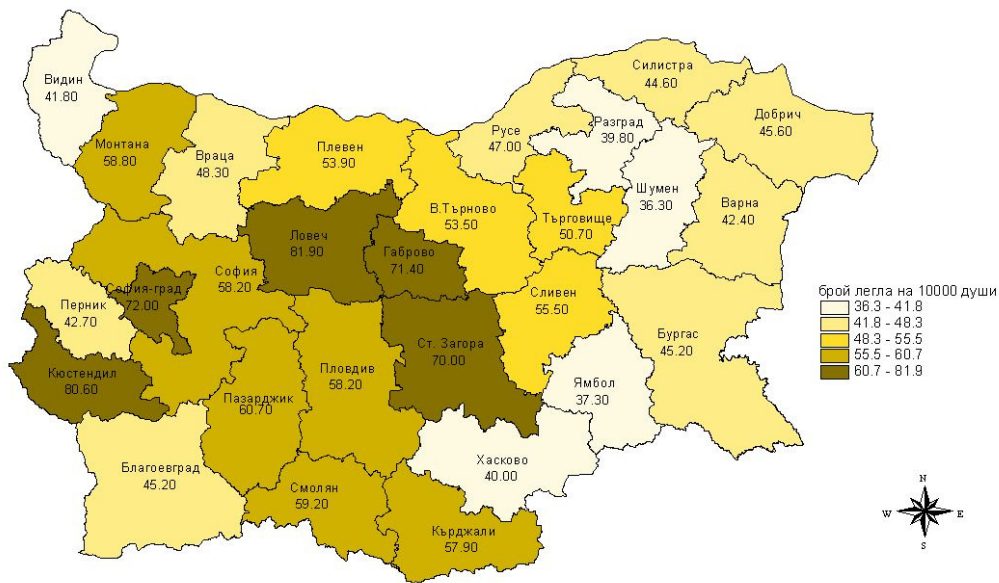 Видин
41.80
Монтана
58.80
Враца
48.30
Плевен
53.90
Русе
47.00
Силистра
44.60
Разград
39.80
Добрич
45.60
Шумен
36.30
Варна
42.40
Търговище
50.70
В.Търново
53.50
Ловеч
81.90
Габрово
71.40
София
58.20
София-град
72.00
Перник
42.70
Кюстендил
80.60
Сливен
55.50
Бургас
45.20
Ст. Загора
70.00
Пловдив
58.20
Пазарджик
60.70
Ямбол
37.30
Благоевград
45.20
Хасково
40.00
Смолян
59.20
Кърджали
57.90
брой легла на 10000 души
36.3 - 41.8
41.8 - 48.3
48.3 - 55.5
55.5 - 60.7
60.7 - 81.9
N
W E
S